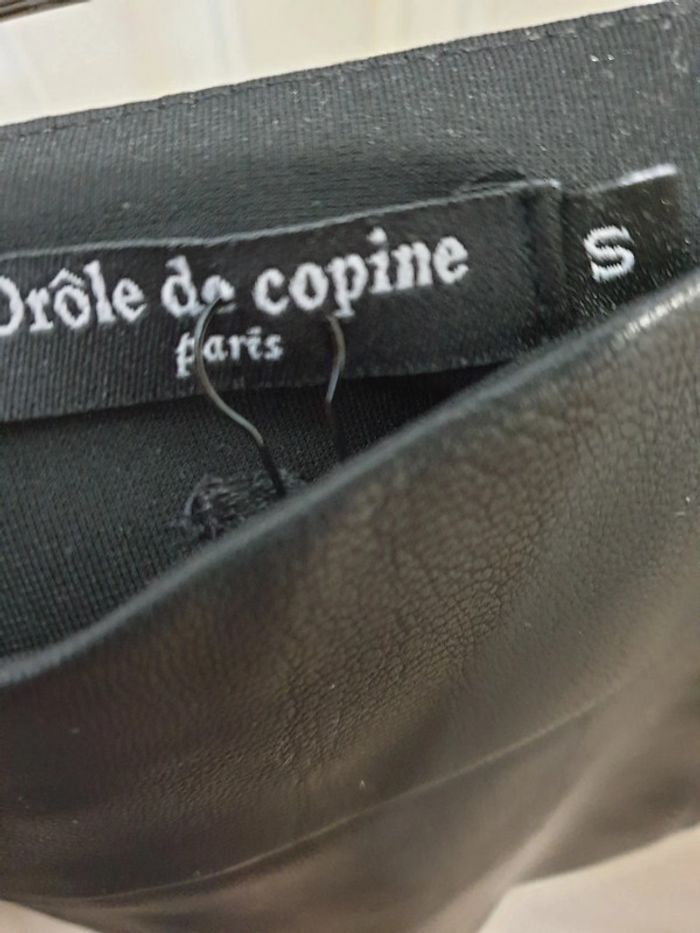 Drôle de copine
paris
S